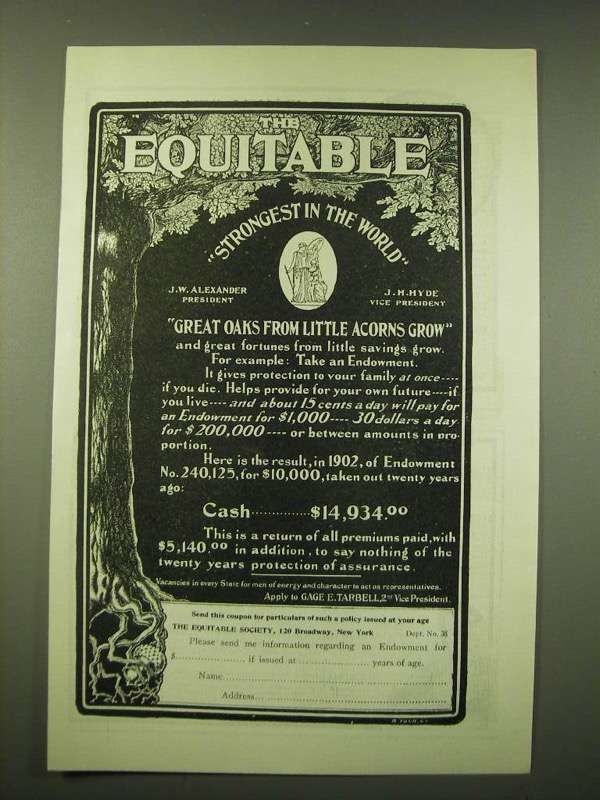 THE
EQUITABLE
"STRONGEST IN THE WORLD"
J.W. ALEXANDER
PRESIDENT
J.H. HYDE
VICE PRESIDENT
"GREAT OAKS FROM LITTLE ACORNS GROW"
and great fortunes from little savings grow.
For example: Take an Endowment.
It gives protection to your family at once----
if you die. Helps provide for your own future----if
you live---- and about 15 cents a day will pay for
an Endowment for $1,000---- 30 dollars a day
for $200,000---- or between amounts in pro-
portion.
Here is the result, in 1902, of Endowment
No. 240,125, for $10,000, taken out twenty years
ago:
Cash..............$14,934.00
This is a return of all premiums paid, with
$5,140.00 in addition, to say nothing of the
twenty years protection of assurance.
Vacancies in every State for men of energy and character to act as representatives.
Apply to GAGE E. TARBELL, 2nd Vice President.
Send this coupon for particulars of such a policy issued at your age
THE EQUITABLE SOCIETY, 120 Broadway, New York Dept. No. 36
Please send me information regarding an Endowment for
$.................... if issued at.................... years of age.
Name....................
Address....................